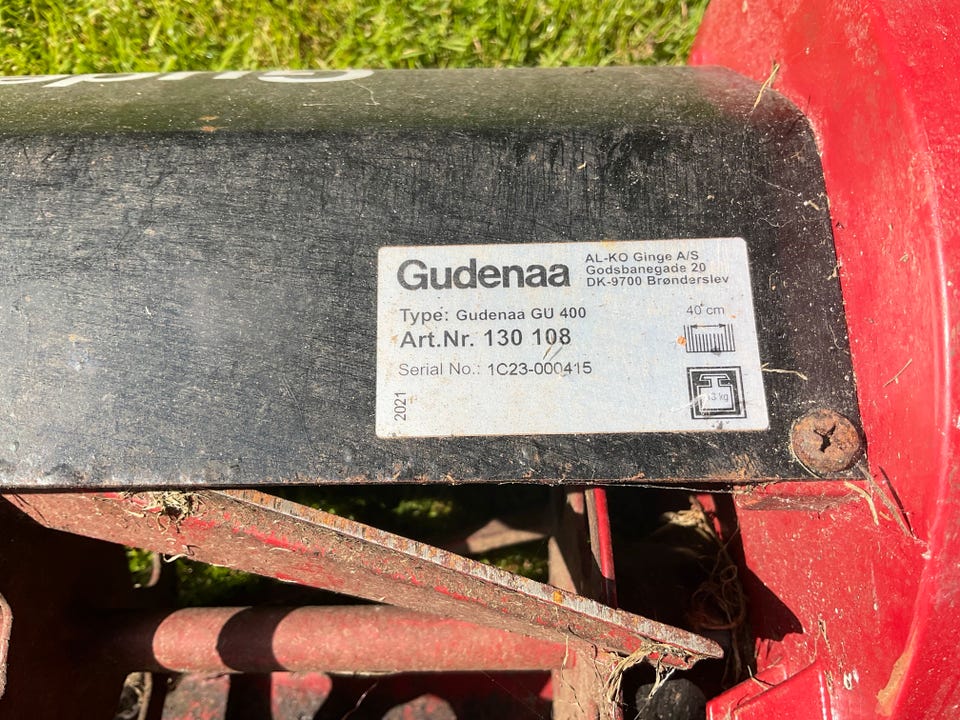 Gudenaa
AL-KO Ginge A/S
Godsbanegade 20
DK-9700 Brønderslev
Type: Gudenaa GU 400
Art.Nr. 130 108
Serial No.: 1C23-000415
40 cm
kg
2021